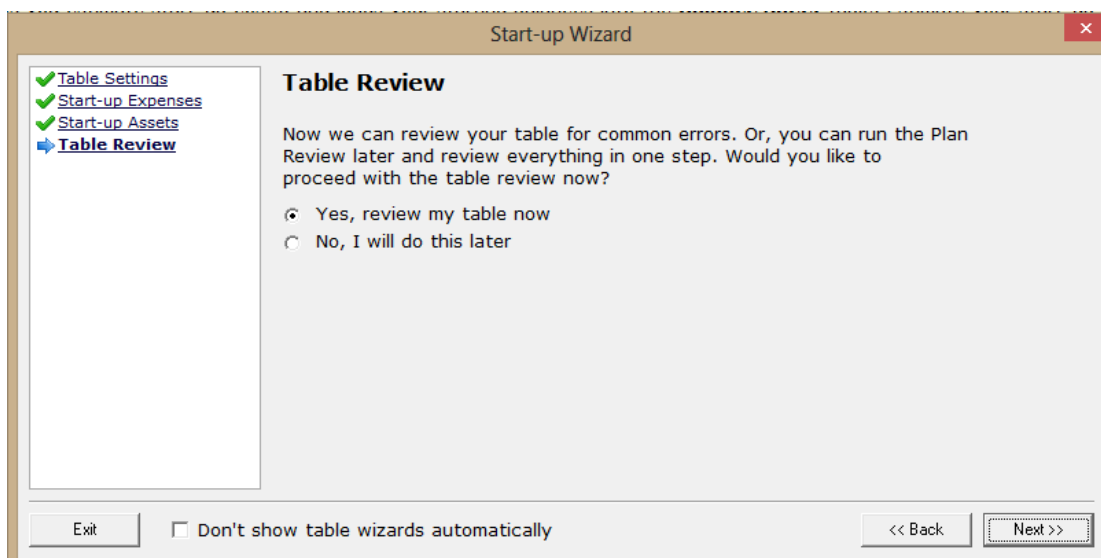 Start-up Wizard
Table Settings
Start-up Expenses
Start-up Assets
Table Review
Table Review
Now we can review your table for common errors. Or, you can run the Plan
Review later and review everything in one step. Would you like to
proceed with the table review now?
Yes, review my table now
No, I will do this later
Exit
Don't show table wizards automatically
<< Back
Next >>